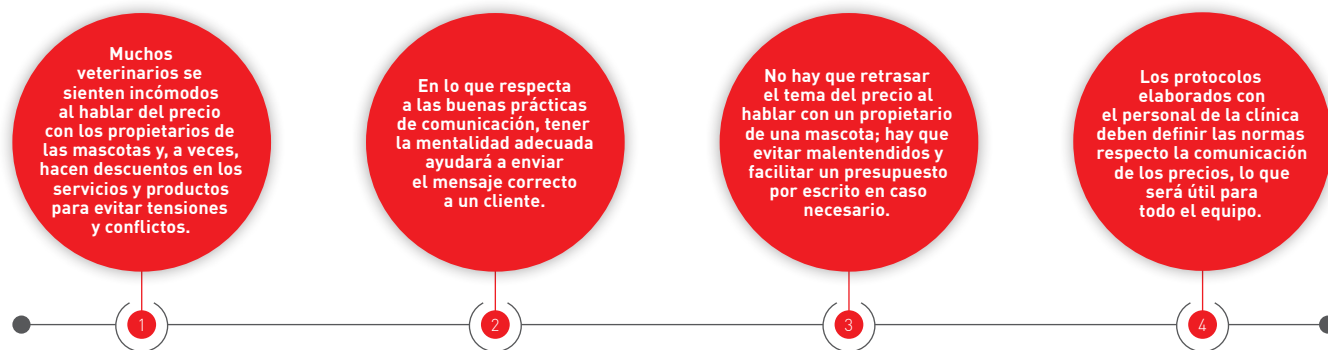 Muchos
veterinarios se
sienten incómodos
al hablar del precio
con los propietarios de
las mascotas y, a veces,
hacen descuentos en los
servicios y productos
para evitar tensiones
y conflictos.
1
En lo que respecta
a las buenas prácticas
de comunicación, tener
la mentalidad adecuada
ayudará a enviar
el mensaje correcto
a un cliente.
2
No hay que retrasar
el tema del precio al
hablar con un propietario
de una mascota; hay que
evitar malentendidos y
facilitar un presupuesto
por escrito en caso
necesario.
3
Los protocolos
elaborados con
el personal de la clínica
deben definir las normas
respecto la comunicación
de los precios, lo que
será útil para
todo el equipo.
4